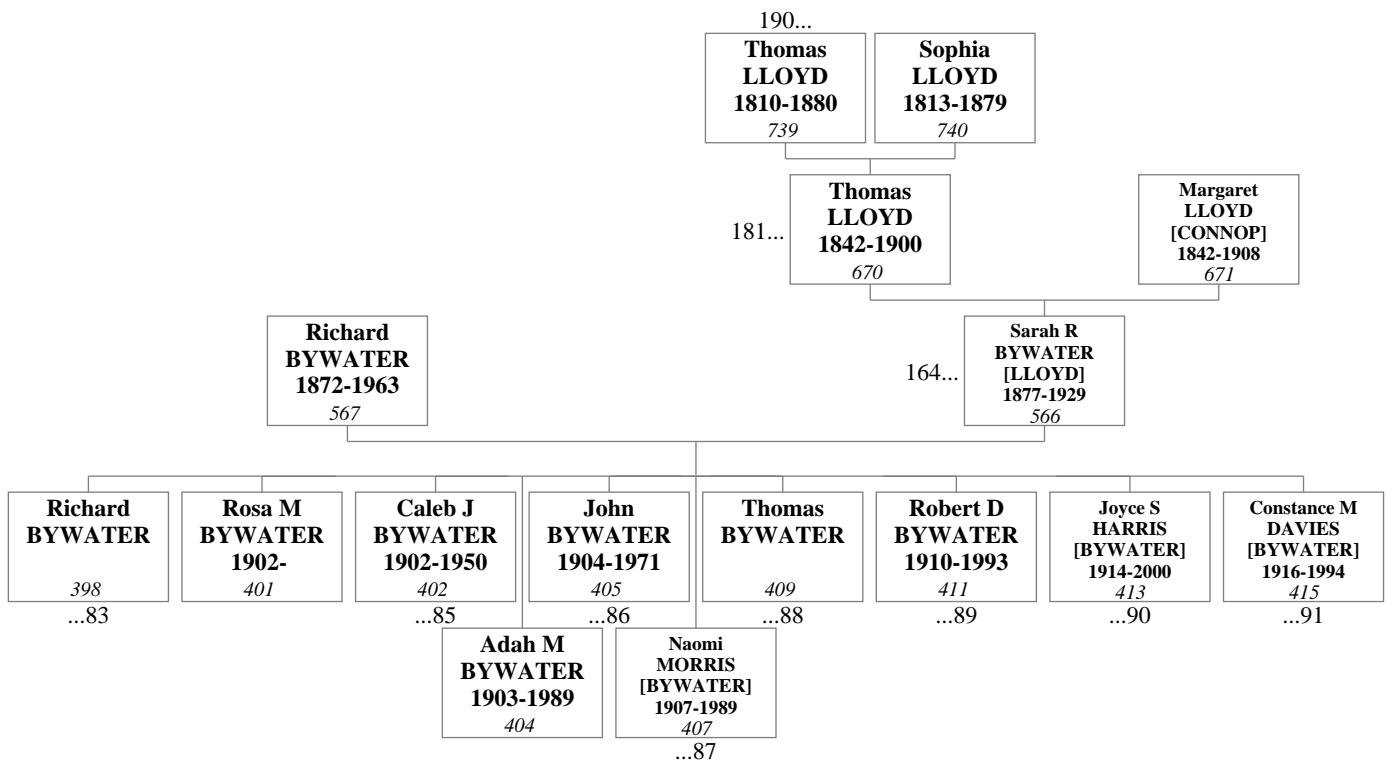 190...
Thomas
LLOYD
1810-1880
739
Sophia
LLOYD
1813-1879
740
181...
Thomas
LLOYD
1842-1900
670
Margaret
LLOYD
[CONNOP]
1842-1908
671
Richard
BYWATER
1872-1963
567
164...
Sarah R
BYWATER
[LLOYD]
1877-1929
566
Richard
BYWATER
398
...83
Rosa M
BYWATER
1902-
401
Caleb J
BYWATER
1902-1950
402
...85
John
BYWATER
1904-1971
405
...86
Thomas
BYWATER
409
...88
Robert D
BYWATER
1910-1993
411
...89
Joyce S
HARRIS
[BYWATER]
1914-2000
413
...90
Constance M
DAVIES
[BYWATER]
1916-1994
415
...91
Adah M
BYWATER
1903-1989
404
Naomi
MORRIS
[BYWATER]
1907-1989
407
...87